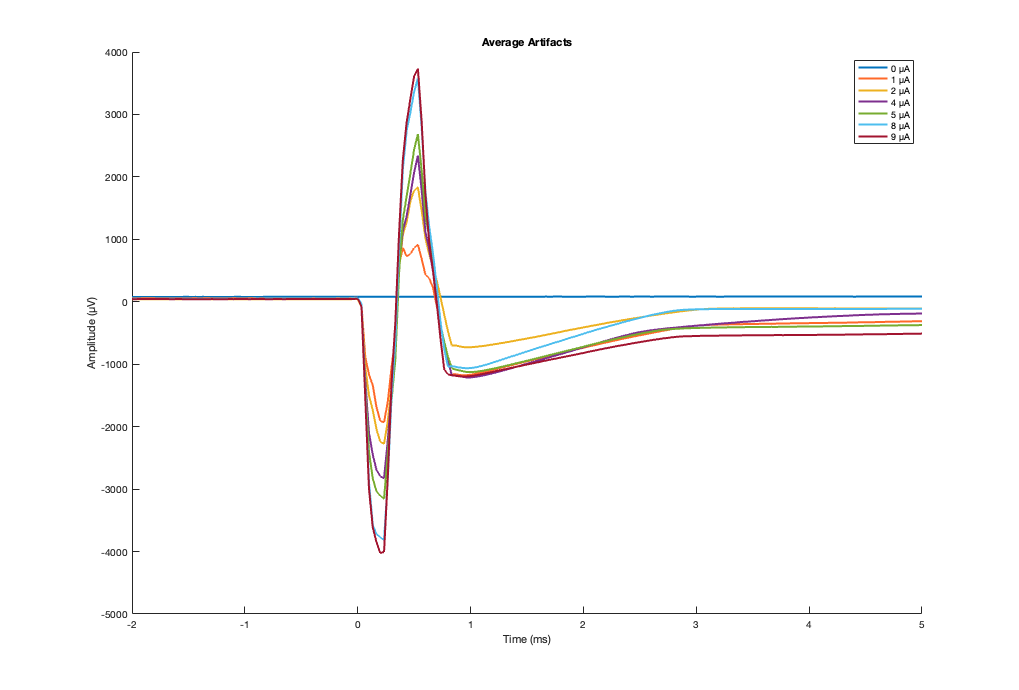 Average Artifacts
4000
3000
2000
1000
0
-1000
-2000
-3000
-4000
-5000
Amplitude (μV)
-2
-1
0
1
2
3
4
5
Time (ms)
0 μA
1 μA
2 μA
4 μA
5 μA
8 μA
9 μA